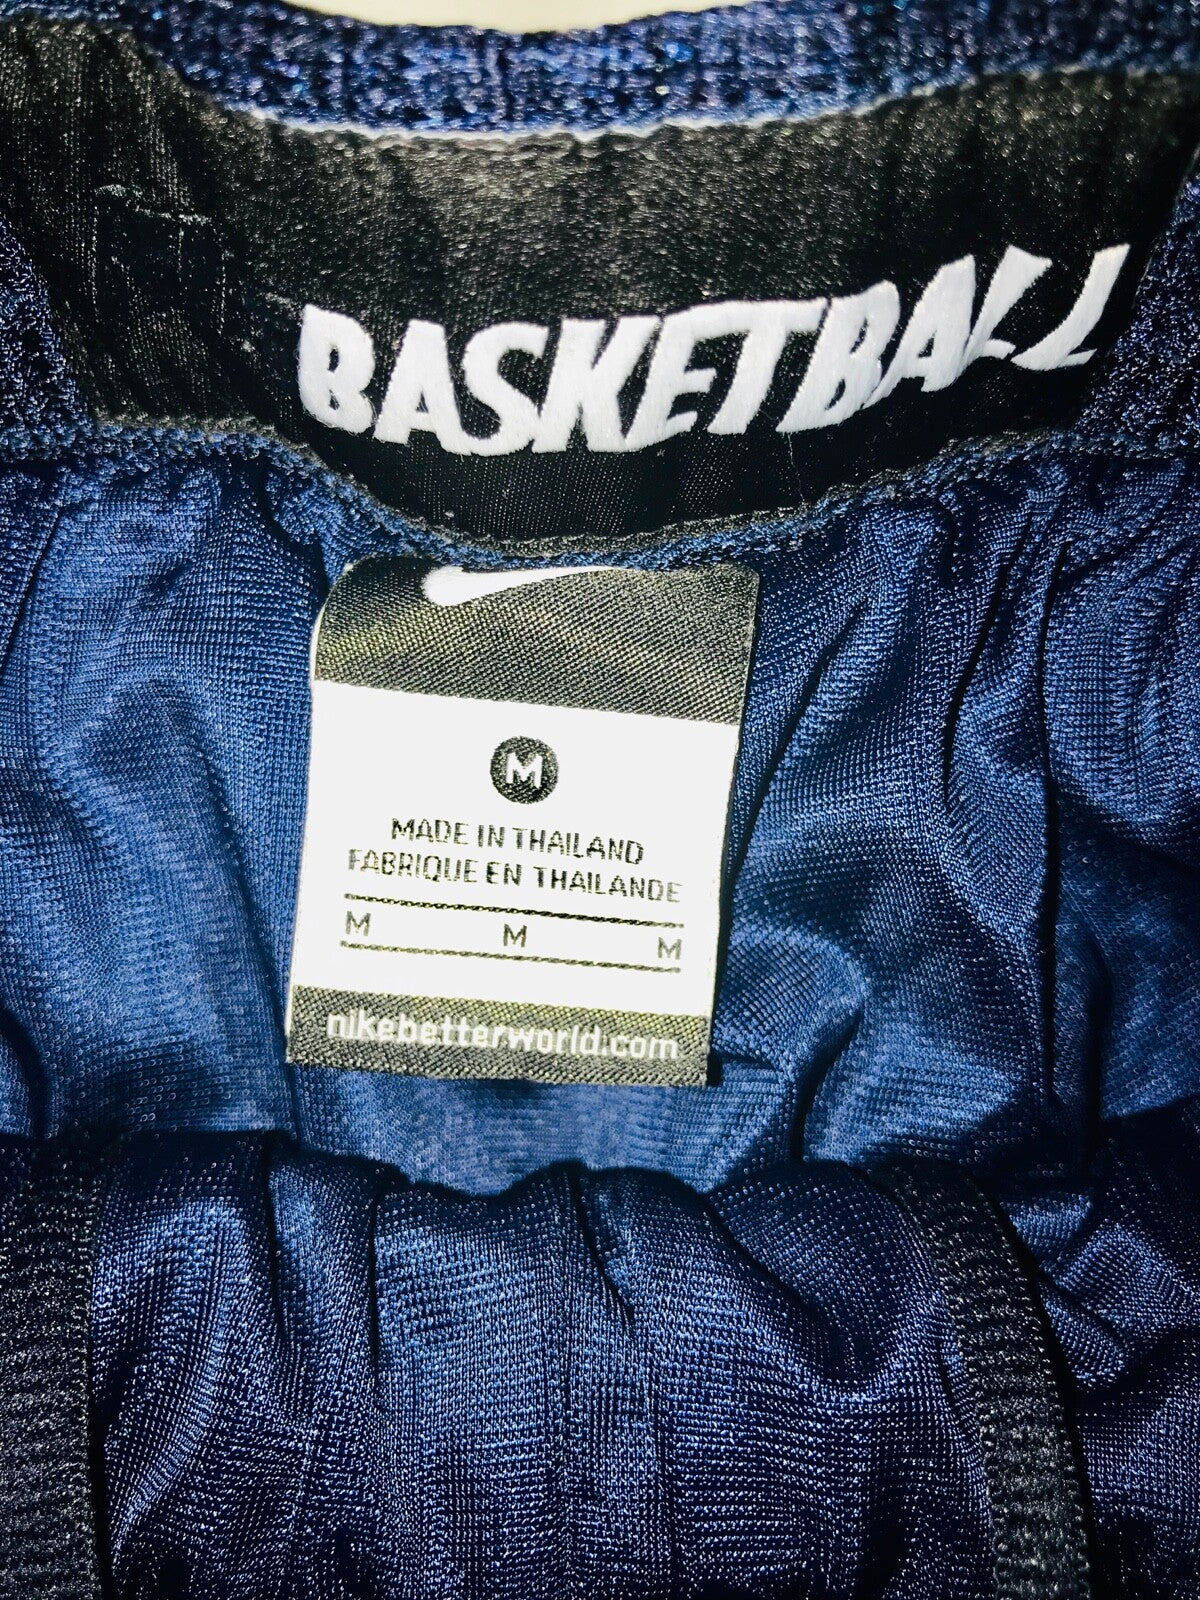 BASKETBALL
M
MADE IN THAILAND
FABRIQUE EN THAILANDE
M M M
nikebetterworld.com